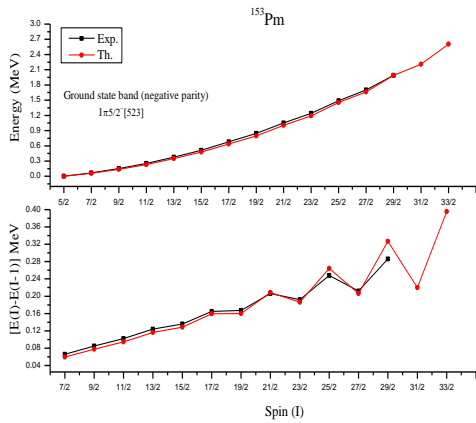 ¹⁵³Pm
Energy (MeV)
3.0
2.7
2.4
2.1
1.8
1.5
1.2
0.9
0.6
0.3
0.0
Exp.
Th.
Ground state band (negative parity)
1π5/2⁻[523]
5/2 7/2 9/2 11/2 13/2 15/2 17/2 19/2 21/2 23/2 25/2 27/2 29/2 31/2 33/2
[E(I)-E(I-1)] MeV
0.40
0.36
0.32
0.28
0.24
0.20
0.16
0.12
0.08
0.04
7/2 9/2 11/2 13/2 15/2 17/2 19/2 21/2 23/2 25/2 27/2 29/2 31/2 33/2
Spin (I)